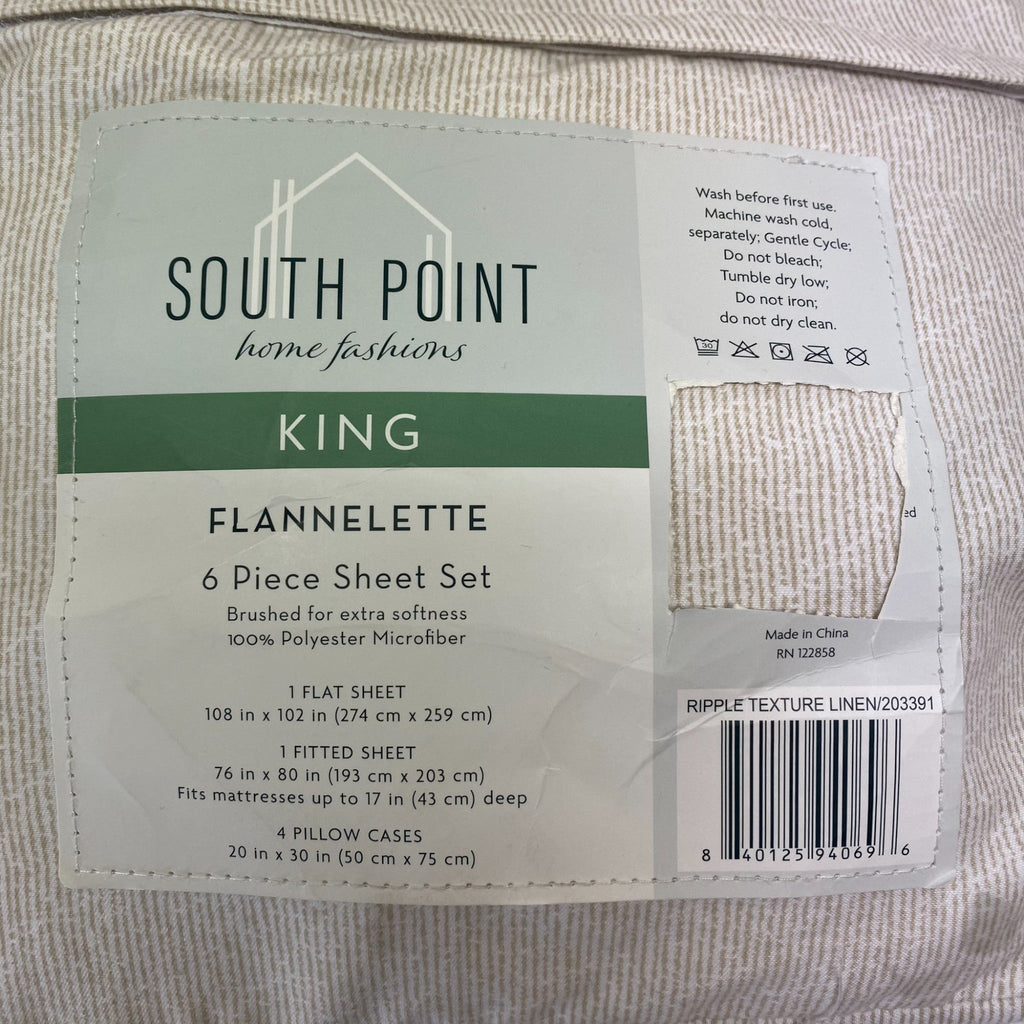 SOUTH POINT
home fashions
KING
FLANNELETTE
6 Piece Sheet Set
Brushed for extra softness
100% Polyester Microfiber
1 FLAT SHEET
108 in x 102 in (274 cm x 259 cm)
1 FITTED SHEET
76 in x 80 in (193 cm x 203 cm)
Fits mattresses up to 17 in (43 cm) deep
4 PILLOW CASES
20 in x 30 in (50 cm x 75 cm)
Wash before first use.
Machine wash cold,
separately; Gentle Cycle;
Do not bleach;
Tumble dry low;
Do not iron;
do not dry clean.
30
Made in China
RN 122858
RIPPLE TEXTURE LINEN/203391
8 40125 94069 6